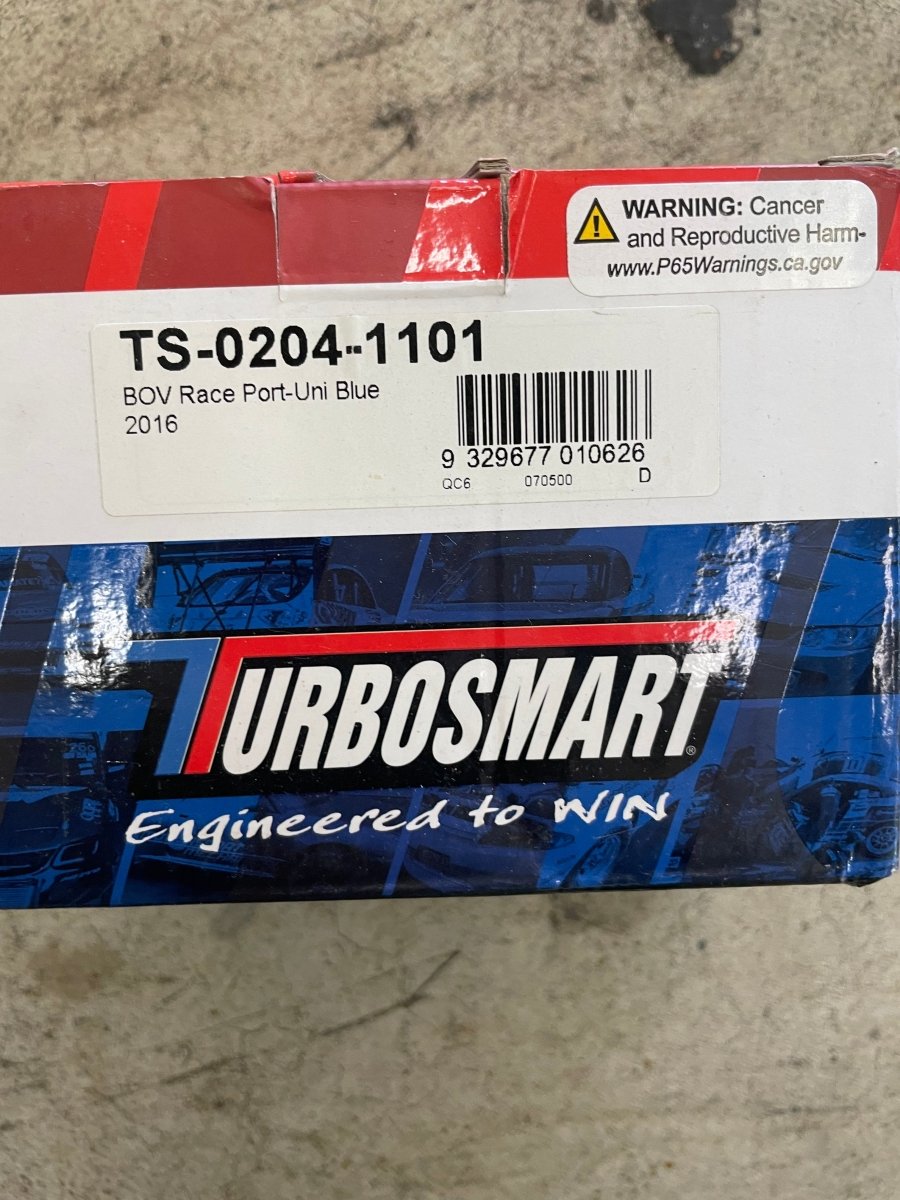 WARNING: Cancer
and Reproductive Harm-
www.P65Warnings.ca.gov
TS-0204-1101
BOV Race Port-Uni Blue
2016
9 329677 010626
QC6 070500 D
TURBOSMART®
Engineered to WIN